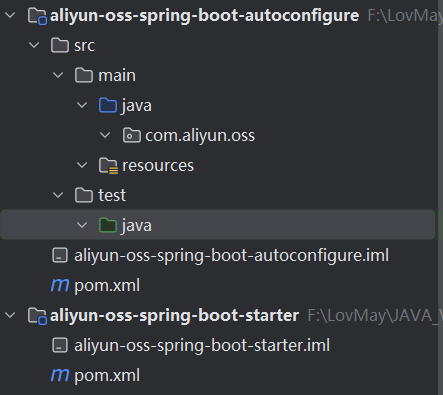 aliyun-oss-spring-boot-autoconfigure F:\LovMay\
src
main
java
com.aliyun.oss
resources
test
java
aliyun-oss-spring-boot-autoconfigure.iml
m pom.xml
aliyun-oss-spring-boot-starter F:\LovMay\JAVA_
aliyun-oss-spring-boot-starter.iml
m pom.xml